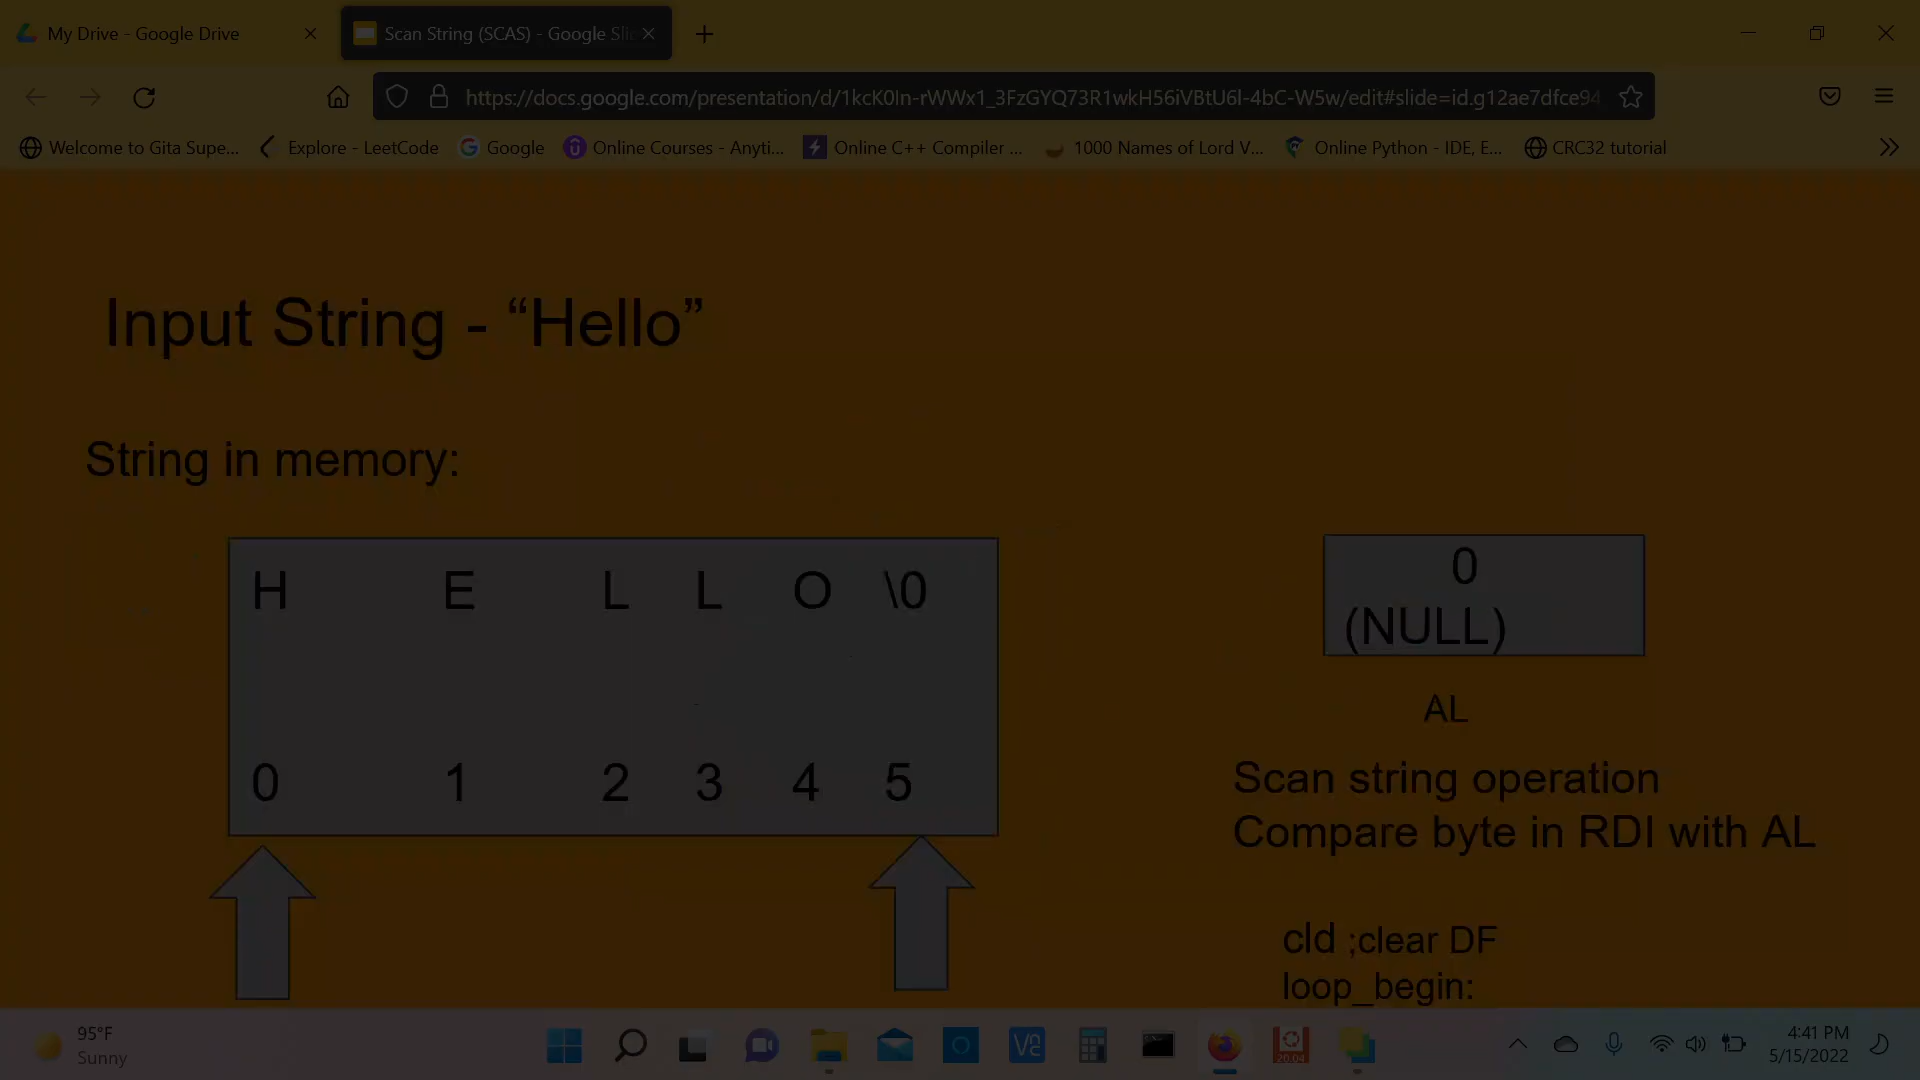 My Drive - Google Drive
Scan String (SCAS) - Google Sli
https://docs.google.com/presentation/d/1kcK0In-rWWx1_3FzGYQ73R1wkH56iVBtU6l-4bC-W5w/edit#slide=id.g12ae7dfce94
Welcome to Gita Supe...
Explore - LeetCode
Google
Online Courses - Anyti...
Online C++ Compiler ...
1000 Names of Lord V...
Online Python - IDE, E...
CRC32 tutorial
Input String - “Hello”
String in memory:
H E L L O \0
0 1 2 3 4 5
0
(NULL)
AL
Scan string operation
Compare byte in RDI with AL
cld ;clear DF
loop_begin:
95°F
Sunny
20.04
4:41 PM
5/15/2022